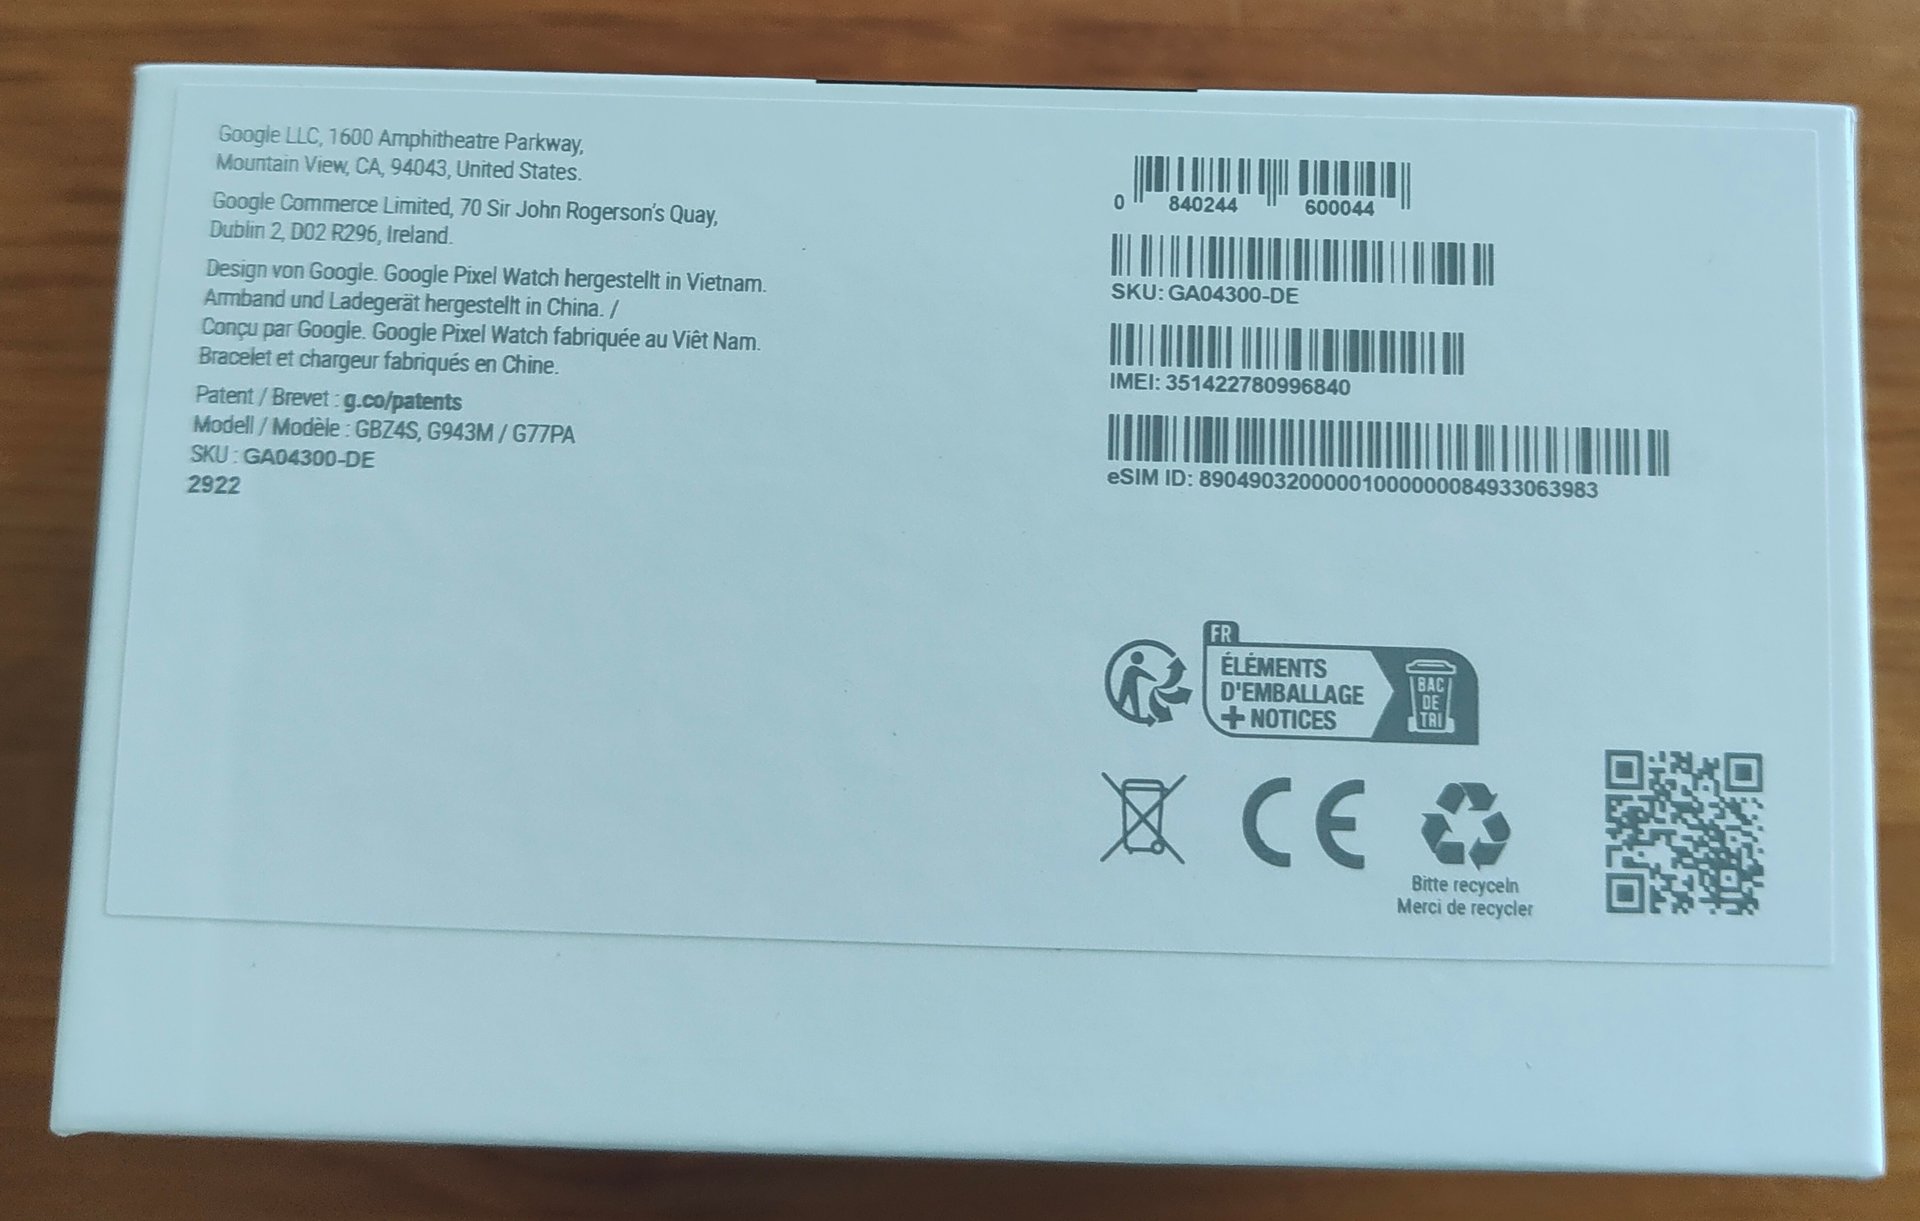 Google LLC, 1600 Amphitheatre Parkway,
Mountain View, CA, 94043, United States.
Google Commerce Limited, 70 Sir John Rogerson's Quay,
Dublin 2, D02 R296, Ireland.
Design von Google. Google Pixel Watch hergestellt in Vietnam.
Armband und Ladegerät hergestellt in China. /
Conçu par Google. Google Pixel Watch fabriquée au Viêt Nam.
Bracelet et chargeur fabriqués en Chine.
Patent / Brevet : g.co/patents
Modell / Modèle : GBZ4S, G943M / G77PA
SKU : GA04300-DE
2922
0 840244 600044
SKU: GA04300-DE
IMEI: 351422780996840
eSIM ID: 89049032000001000000084933063983
FR
ÉLÉMENTS
D'EMBALLAGE
+ NOTICES
BAC
DE
TRI
CE
Bitte recyceln
Merci de recycler